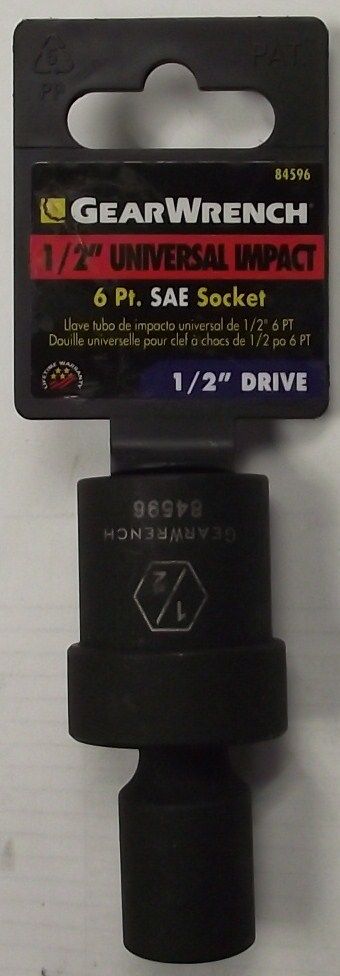 PP
PAT.
84596
GEARWRENCH
1/2" UNIVERSAL IMPACT
6 Pt. SAE Socket
Llave tubo de impacto universal de 1/2" 6 PT
Douille universelle pour clef à chocs de 1/2 po 6 PT
LIFETIME WARRANTY
1/2" DRIVE
GEARWRENCH
84596
1/2